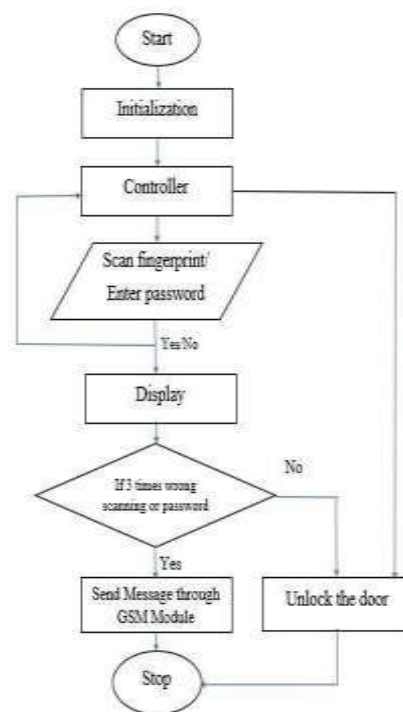 Start
Initialization
Controller
Scan fingerprint/
Enter password
Yes/No
Display
No
If 3 times wrong
scanning or password
Yes
Send Message through
GSM Module
Unlock the door
Stop